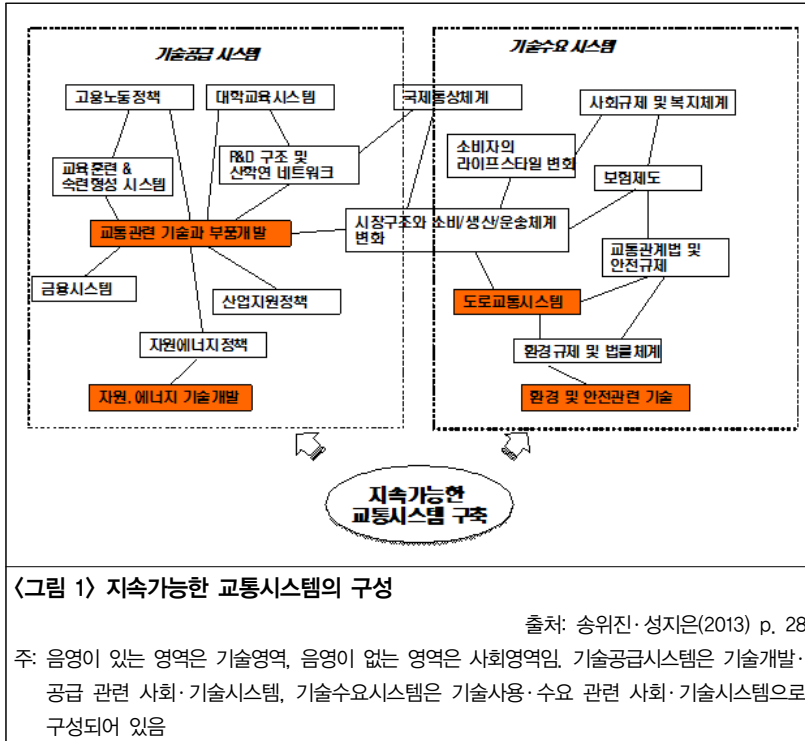 기술공급 시스템
기술수요 시스템
고용노동정책
대학교육시스템
국제통상체계
사회규제 및 복지체계
교육훈련 &
숙련형성 시스템
R&D 구조 및
산학연 네트워크
소비자의
라이프스타일 변화
보험제도
교통관련 기술과 부품개발
시장구조와 소비/생산/운송체계
변화
교통관계법 및
안전규제
금융시스템
산업지원정책
도로교통시스템
자원에너지정책
환경규제 및 법률체계
자원, 에너지 기술개발
환경 및 안전관련 기술
지속가능한
교통시스템 구축
〈그림 1〉 지속가능한 교통시스템의 구성
출처: 송위진·성지은(2013) p. 28
주: 음영이 있는 영역은 기술영역, 음영이 없는 영역은 사회영역임. 기술공급시스템은 기술개발·
공급 관련 사회·기술시스템, 기술수요시스템은 기술사용·수요 관련 사회·기술시스템으로
구성되어 있음